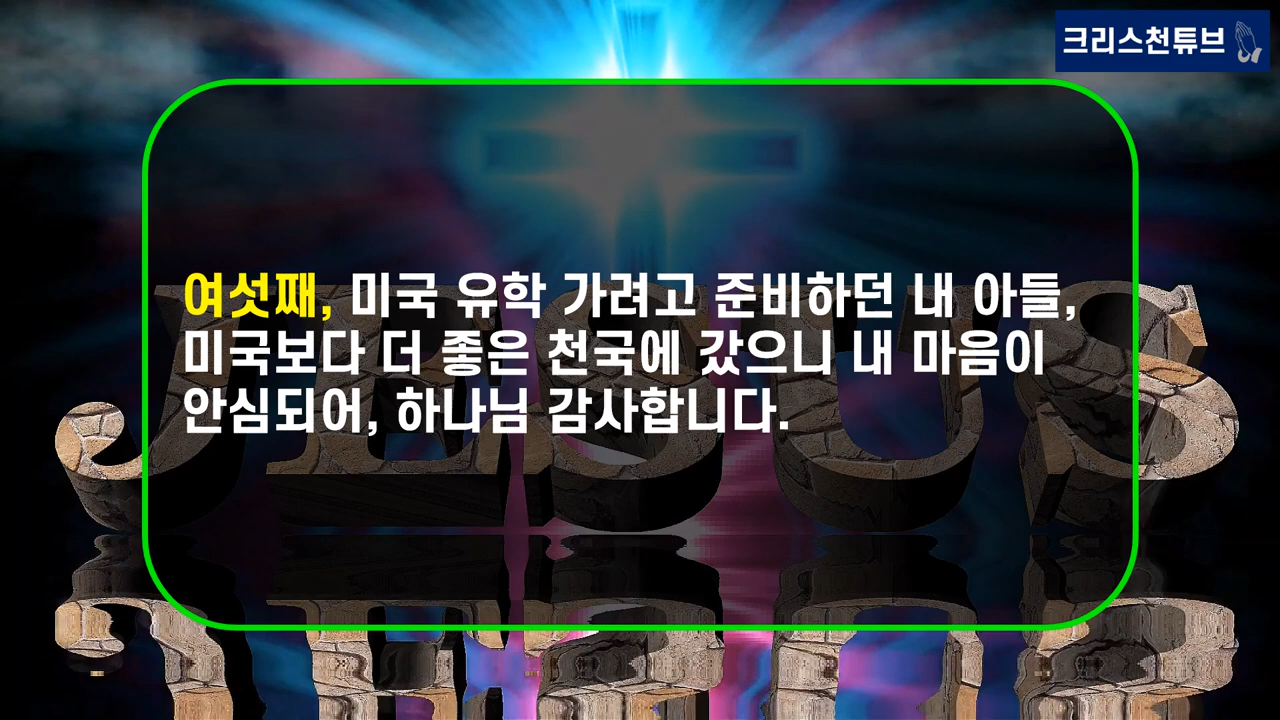 크리스천튜브
여섯째, 미국 유학 가려고 준비하던 내 아들,
미국보다 더 좋은 천국에 갔으니 내 마음이
안심되어, 하나님 감사합니다.
JESUS